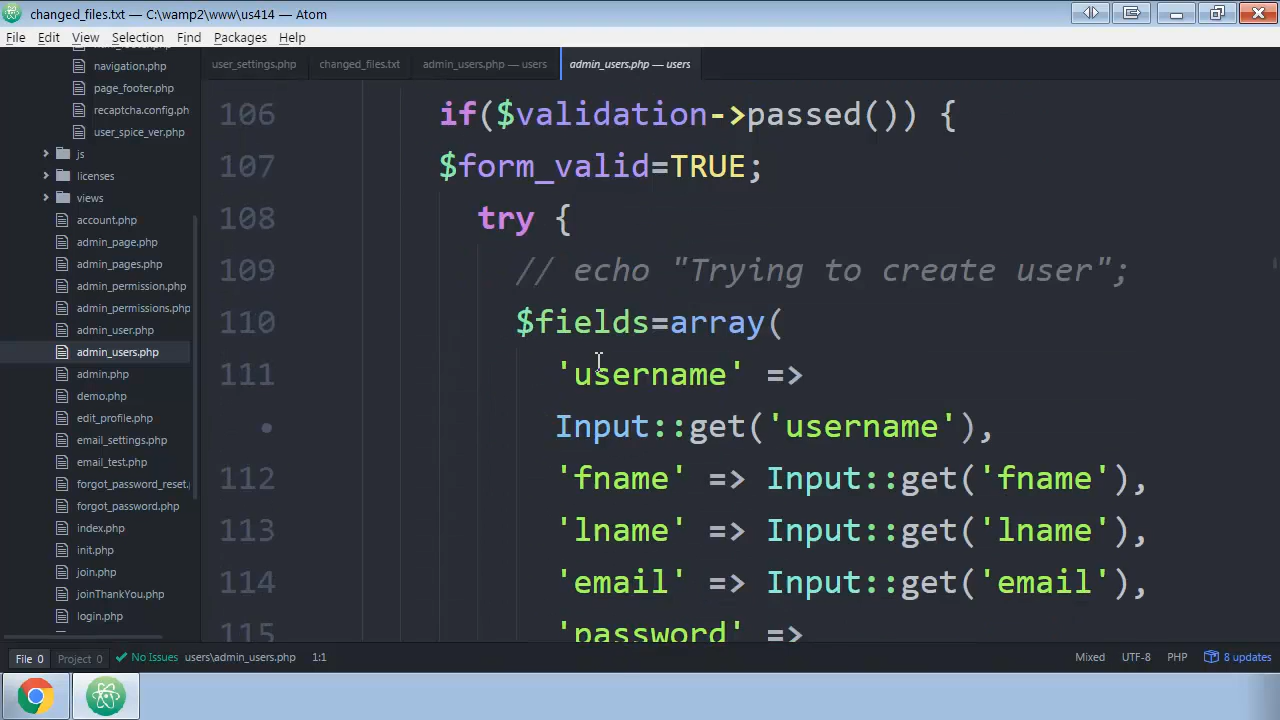 changed_files.txt — C:\wamp2\www\us414 — Atom
File Edit View Selection Find Packages Help
user_settings.php changed_files.txt admin_users.php — users admin_users.php — users
navigation.php
page_footer.php
recaptcha.config.ph
user_spice_ver.php
js
licenses
views
account.php
admin_page.php
admin_pages.php
admin_permission.php
admin_permissions.php
admin_user.php
admin_users.php
admin.php
demo.php
edit_profile.php
email_settings.php
email_test.php
forgot_password_reset.
forgot_password.php
index.php
init.php
join.php
joinThankYou.php
login.php
106 if($validation->passed()) {
107 $form_valid=TRUE;
108 try {
109 // echo "Trying to create user";
110 $fields=array(
111 'username' =>
• Input::get('username'),
112 'fname' => Input::get('fname'),
113 'lname' => Input::get('lname'),
114 'email' => Input::get('email'),
115 'password' =>
File 0 Project 0 No Issues users\admin_users.php 1:1 Mixed UTF-8 PHP 8 updates